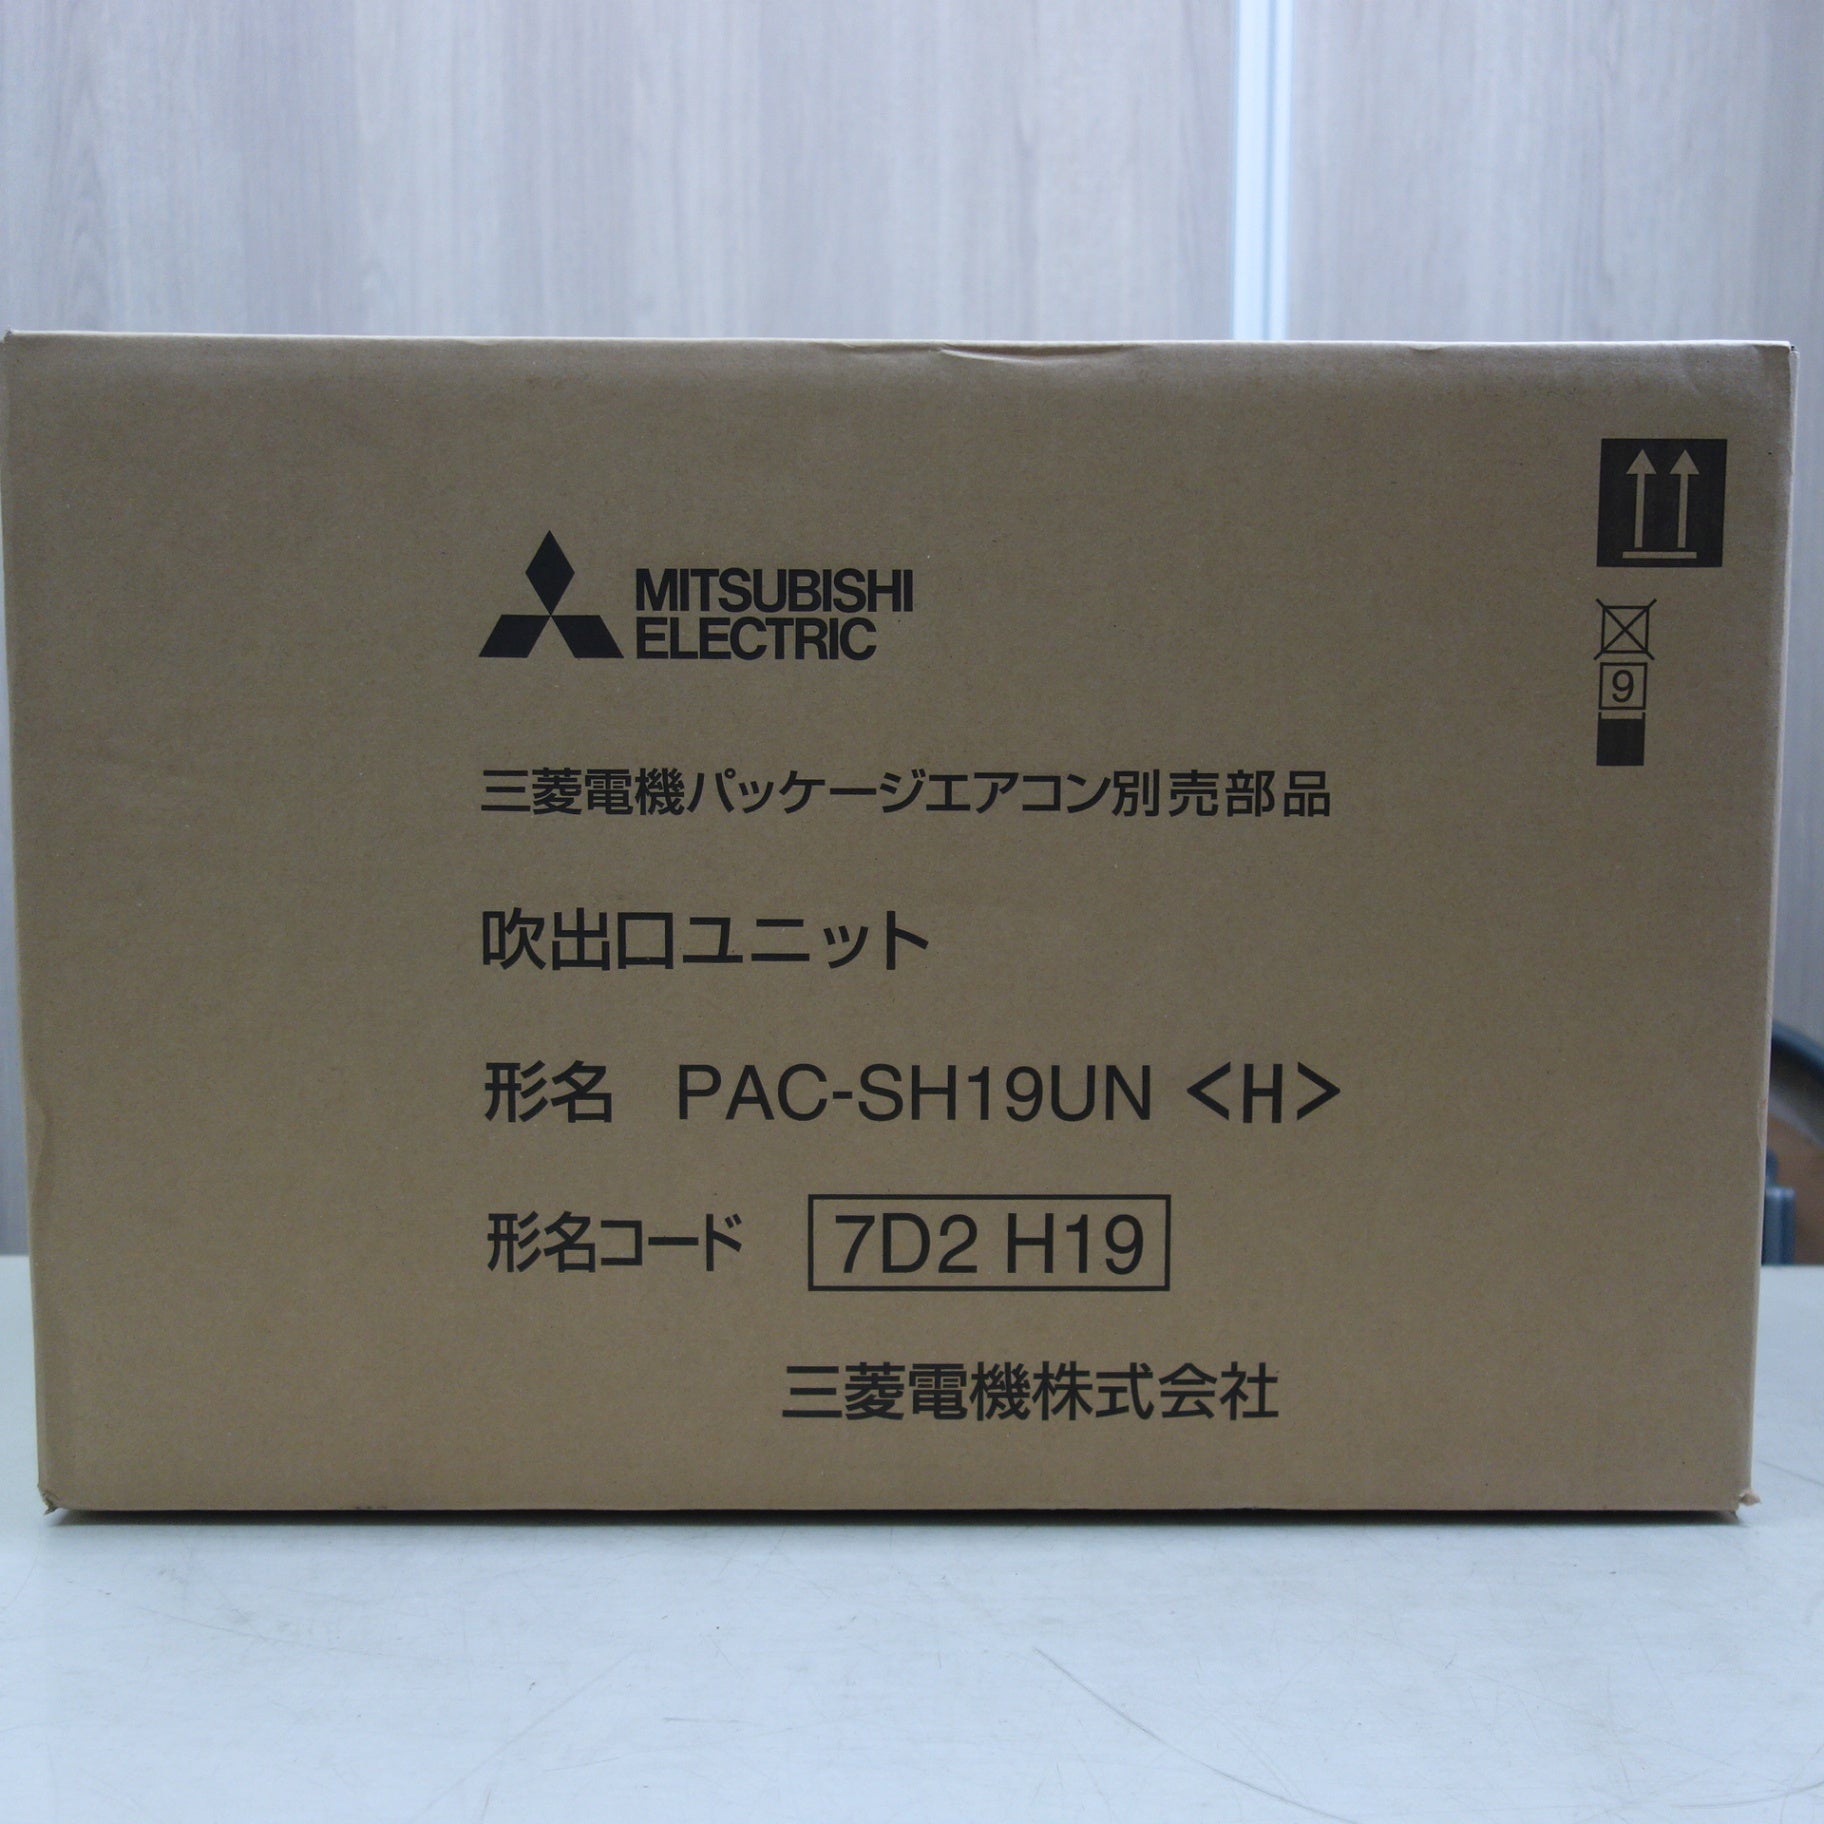 MITSUBISHI
ELECTRIC
三菱電機パッケージエアコン別売部品
吹出口ユニット
形名 PAC-SH19UN <H>
形名コード 7D2 H19
三菱電機株式会社
9